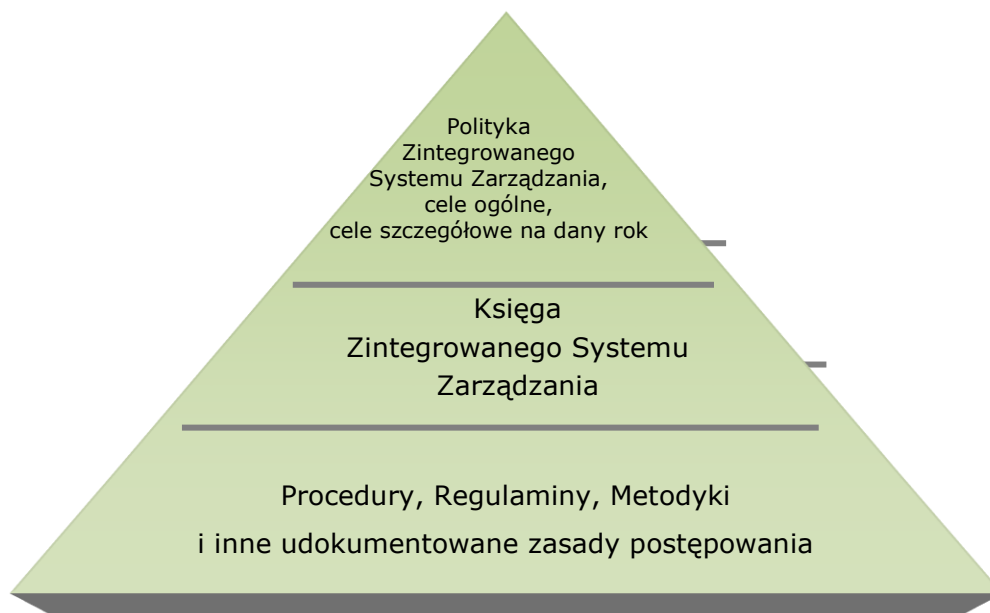 Polityka
Zintegrowanego
Systemu Zarządzania,
cele ogólne,
cele szczegółowe na dany rok
Księga
Zintegrowanego Systemu
Zarządzania
Procedury, Regulaminy, Metodyki
i inne udokumentowane zasady postępowania